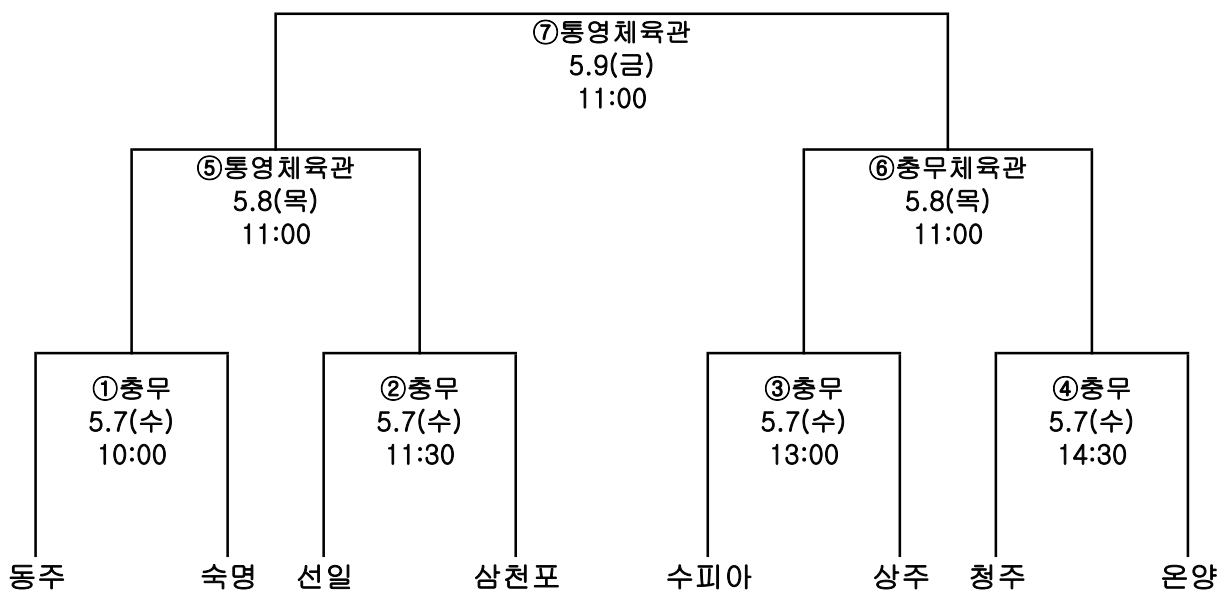 ⑦통영체육관
5.9(금)
11:00
⑤통영체육관
5.8(목)
11:00
⑥충무체육관
5.8(목)
11:00
①충무
5.7(수)
10:00
②충무
5.7(수)
11:30
③충무
5.7(수)
13:00
④충무
5.7(수)
14:30
동주 숙명 선일 삼천포 수피아 상주 청주 온양